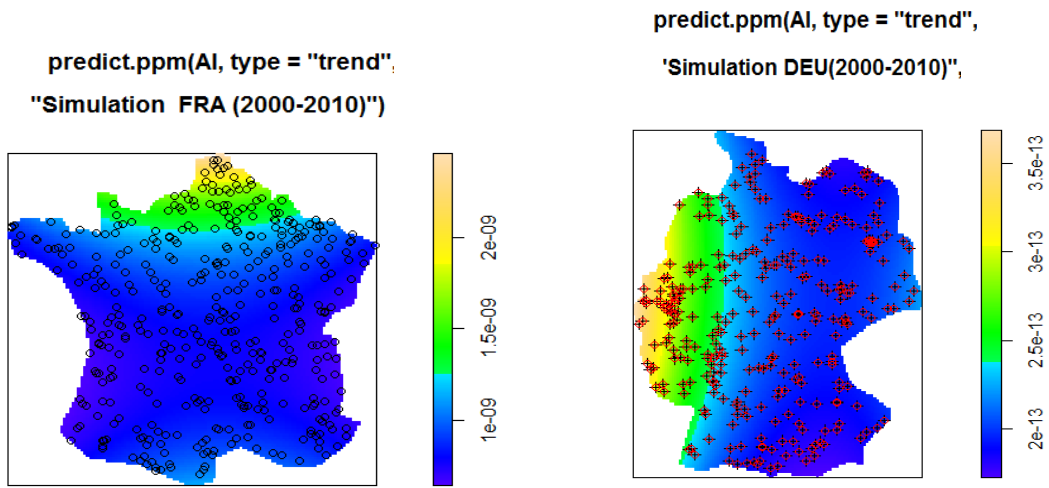 predict.ppm(AI, type = "trend",
"Simulation FRA (2000-2010)")
2e-09
1.5e-09
1e-09
predict.ppm(AI, type = "trend",
'Simulation DEU(2000-2010)",
3.5e-13
3e-13
2.5e-13
2e-13